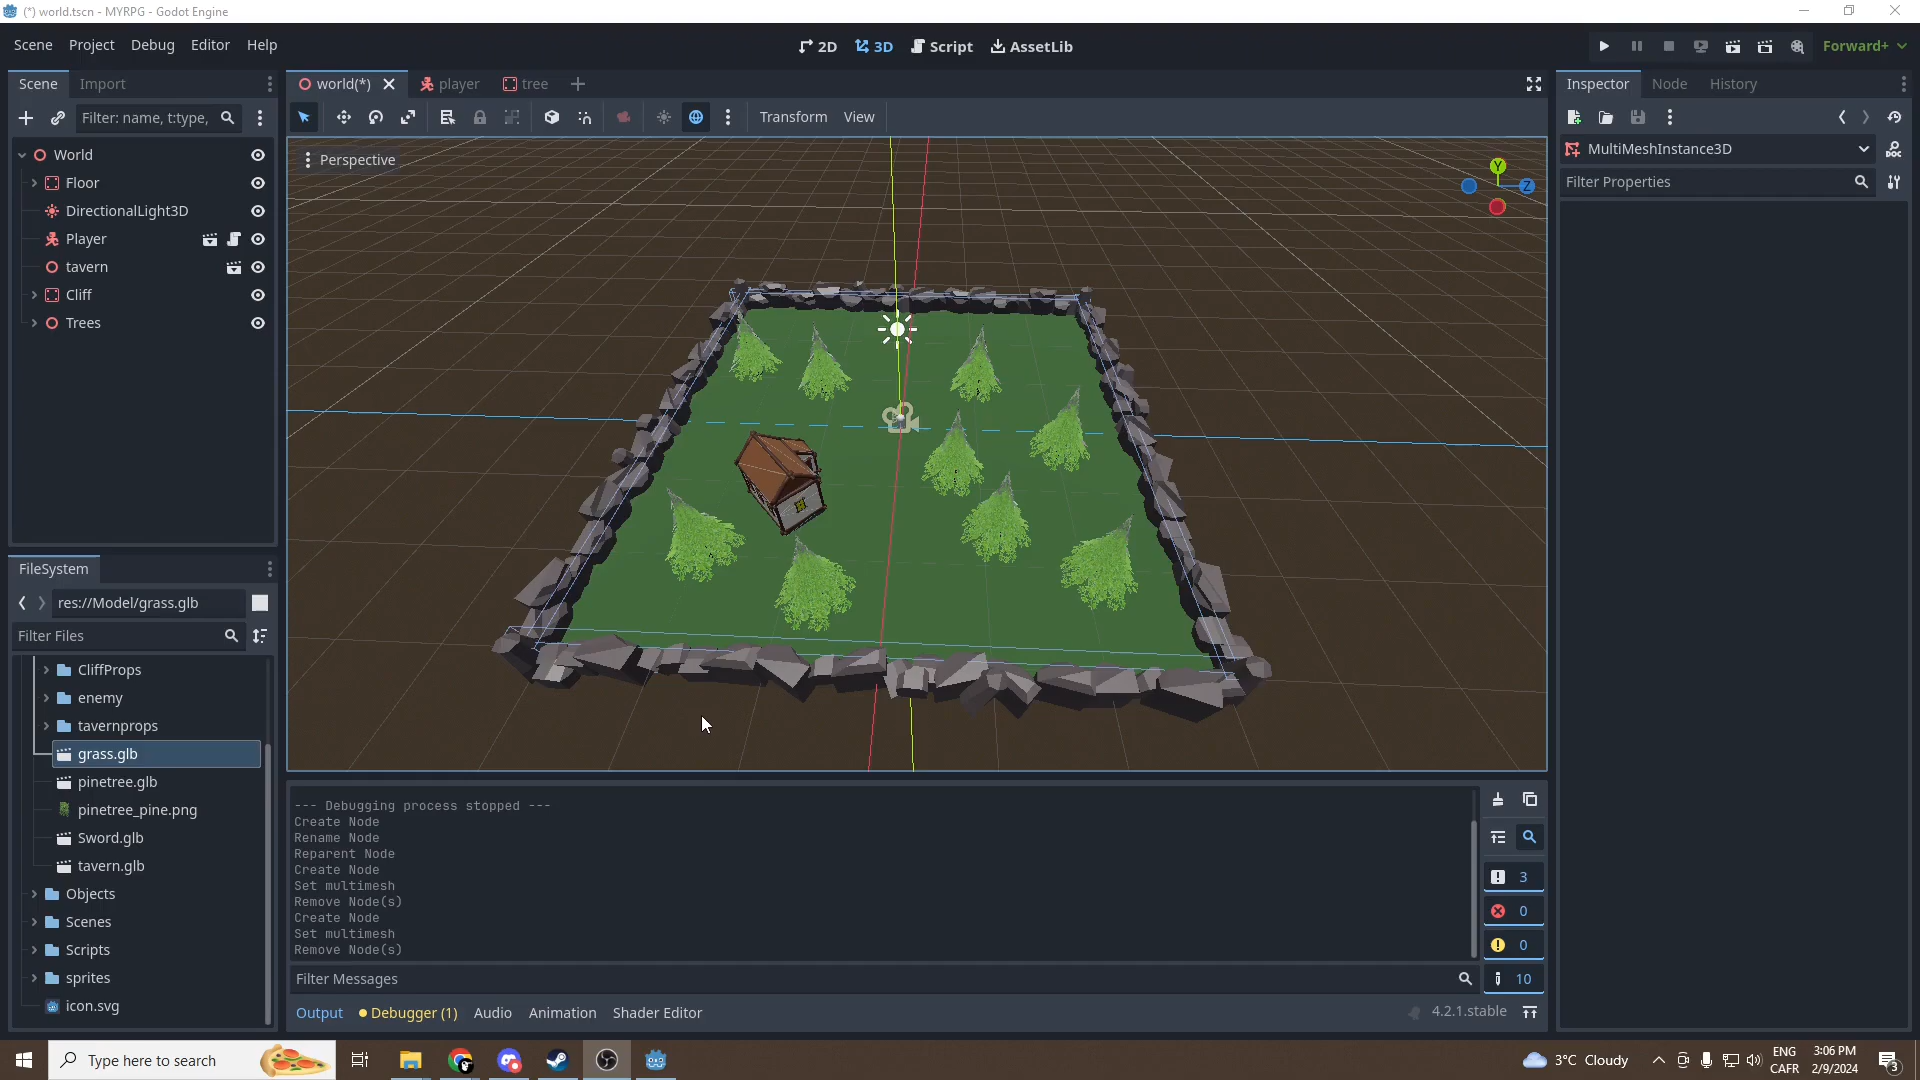 (*) world.tscn - MYRPG - Godot Engine
Scene Project Debug Editor Help
2D 3D Script AssetLib
Forward+
Scene Import
world(*) player tree
Inspector Node History
Filter: name, t:type,
Transform View
MultiMeshInstance3D
Filter Properties
World
Floor
DirectionalLight3D
Player
tavern
Cliff
Trees
Perspective
Y
Z
FileSystem
res://Model/grass.glb
Filter Files
CliffProps
enemy
tavernprops
grass.glb
pinetree.glb
pinetree_pine.png
Sword.glb
tavern.glb
Objects
Scenes
Scripts
sprites
icon.svg
--- Debugging process stopped ---
Create Node
Rename Node
Reparent Node
Create Node
Set multimesh
Remove Node(s)
Create Node
Set multimesh
Remove Node(s)
3
0
0
10
Filter Messages
Output Debugger (1) Audio Animation Shader Editor
4.2.1.stable
Type here to search
3°C Cloudy
ENG
CAFR
3:06 PM
2/9/2024
3